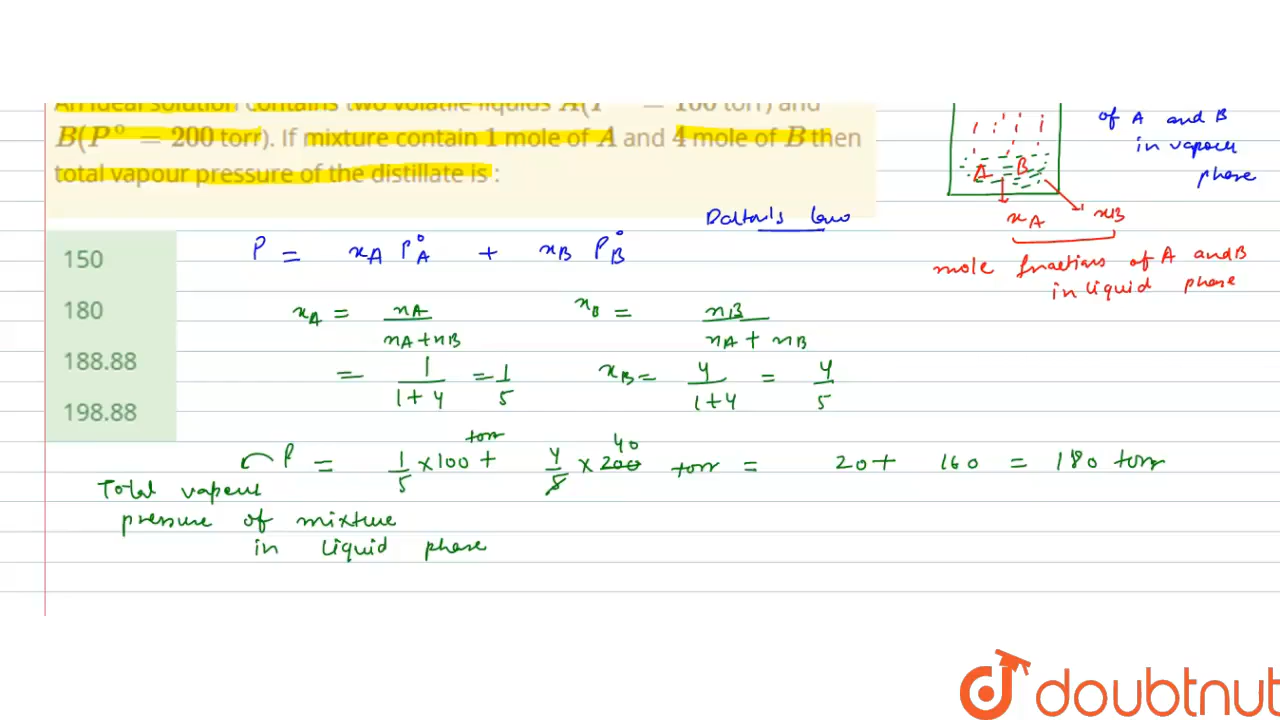 An ideal solution contains two volatile liquids A(P° = 100 torr) and
B(P° = 200 torr). If mixture contain 1 mole of A and 4 mole of B then
total vapour pressure of the distillate is :
150
180
188.88
198.88
of A and B
in vapour
phase
A B
xA xB
mole fractions of A and B
in liquid phase
Daltai's law
P = xA P°A + xB P°B
xA = nA / nA + nB xB = nB / nA + nB
= 1 / 1+4 = 1/5 xB = 4 / 1+4 = 4/5
P = 1/5 × 100 torr + 4/5 × 200 40 torr = 20 + 160 = 180 torr
Total vapour
pressure of mixture
in liquid phase
doubtnut